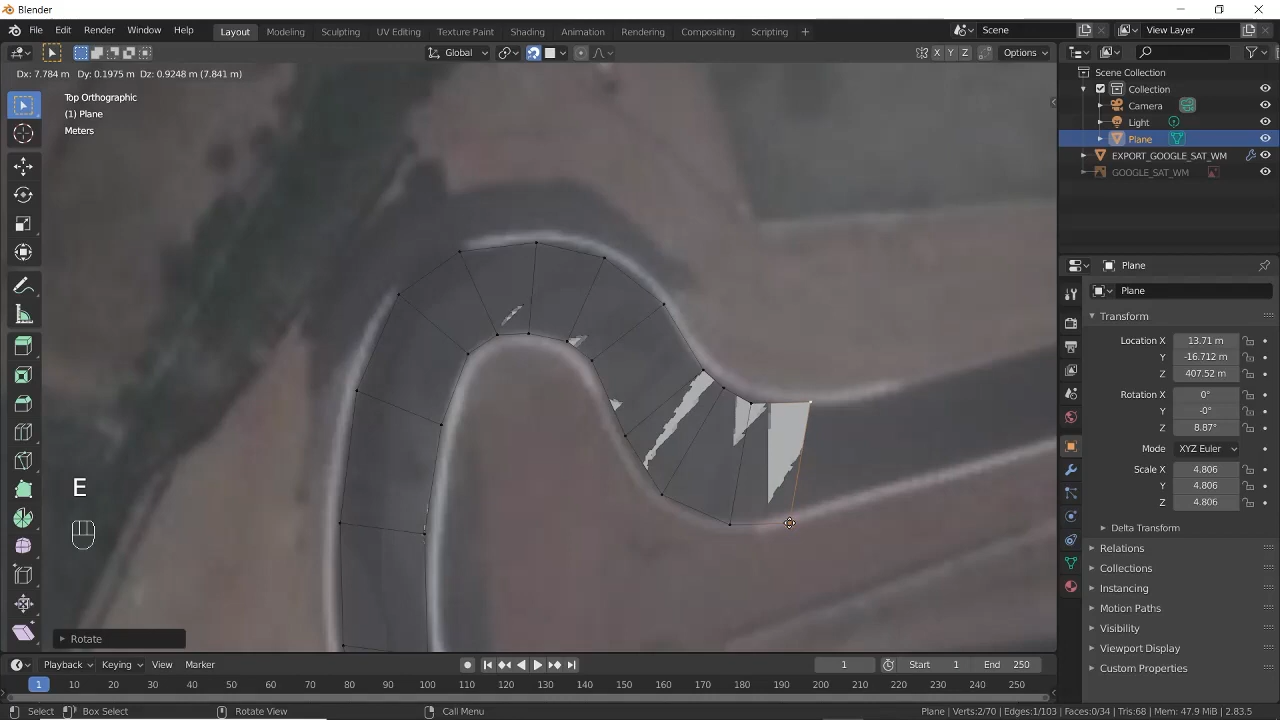 Blender
File Edit Render Window Help Layout Modeling Sculpting UV Editing Texture Paint Shading Animation Rendering Compositing Scripting + Scene View Layer
Global X Y Z Options
Dx: 7.784 m Dy: 0.1975 m Dz: 0.9248 m (7.841 m)
Top Orthographic
(1) Plane
Meters
Scene Collection
Collection
Camera
Light
Plane
EXPORT_GOOGLE_SAT_WM
GOOGLE_SAT_WM
Plane
Plane
Transform
Location X 13.71 m
Y -16.712 m
Z 407.52 m
Rotation X 0°
Y -0°
Z 8.87°
Mode XYZ Euler
Scale X 4.806
Y 4.806
Z 4.806
Delta Transform
Relations
Collections
Instancing
Motion Paths
Visibility
Viewport Display
Custom Properties
E
Rotate
Playback Keying View Marker 1 Start 1 End 250
1 10 20 30 40 50 60 70 80 90 100 110 120 130 140 150 160 170 180 190 200 210 220 230 240 250
Select Box Select Rotate View Call Menu Plane | Verts:2/70 | Edges:1/103 | Faces:0/34 | Tris:68 | Mem: 47.9 MiB | 2.83.5